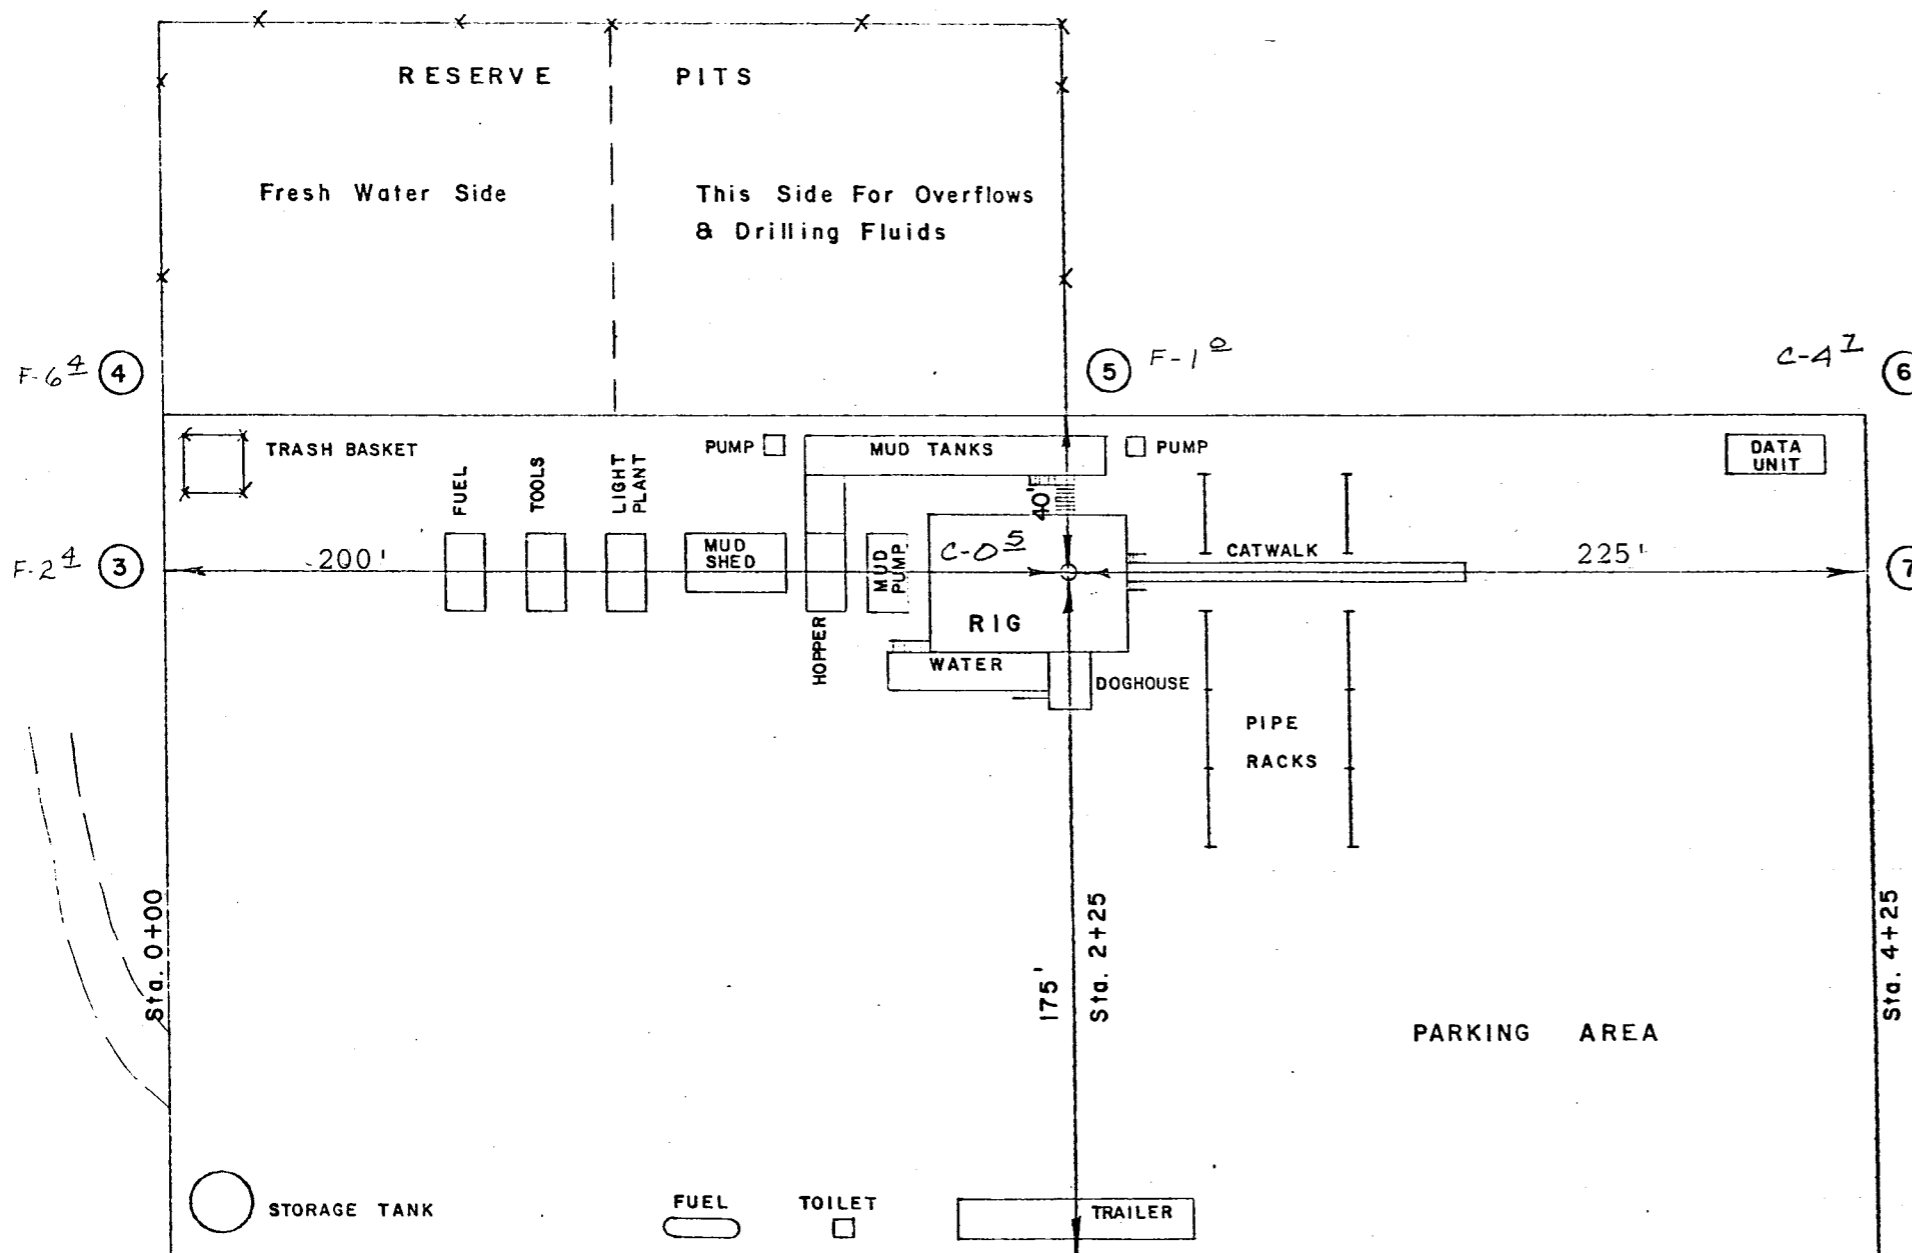 RESERVE PITS
Fresh Water Side
This Side For Overflows
& Drilling Fluids
F-6 4
4
5
F-1 0
C-4 7
6
TRASH BASKET
FUEL
TOOLS
LIGHT
PLANT
PUMP
MUD TANKS
PUMP
DATA
UNIT
40'
F-2 4
3
200'
MUD
SHED
HOPPER
MUD
PUMP
C-0 5
RIG
CATWALK
225'
7
WATER
DOGHOUSE
PIPE
RACKS
Sta. 0+00
175'
Sta. 2+25
Sta. 4+25
PARKING AREA
STORAGE TANK
FUEL
TOILET
TRAILER